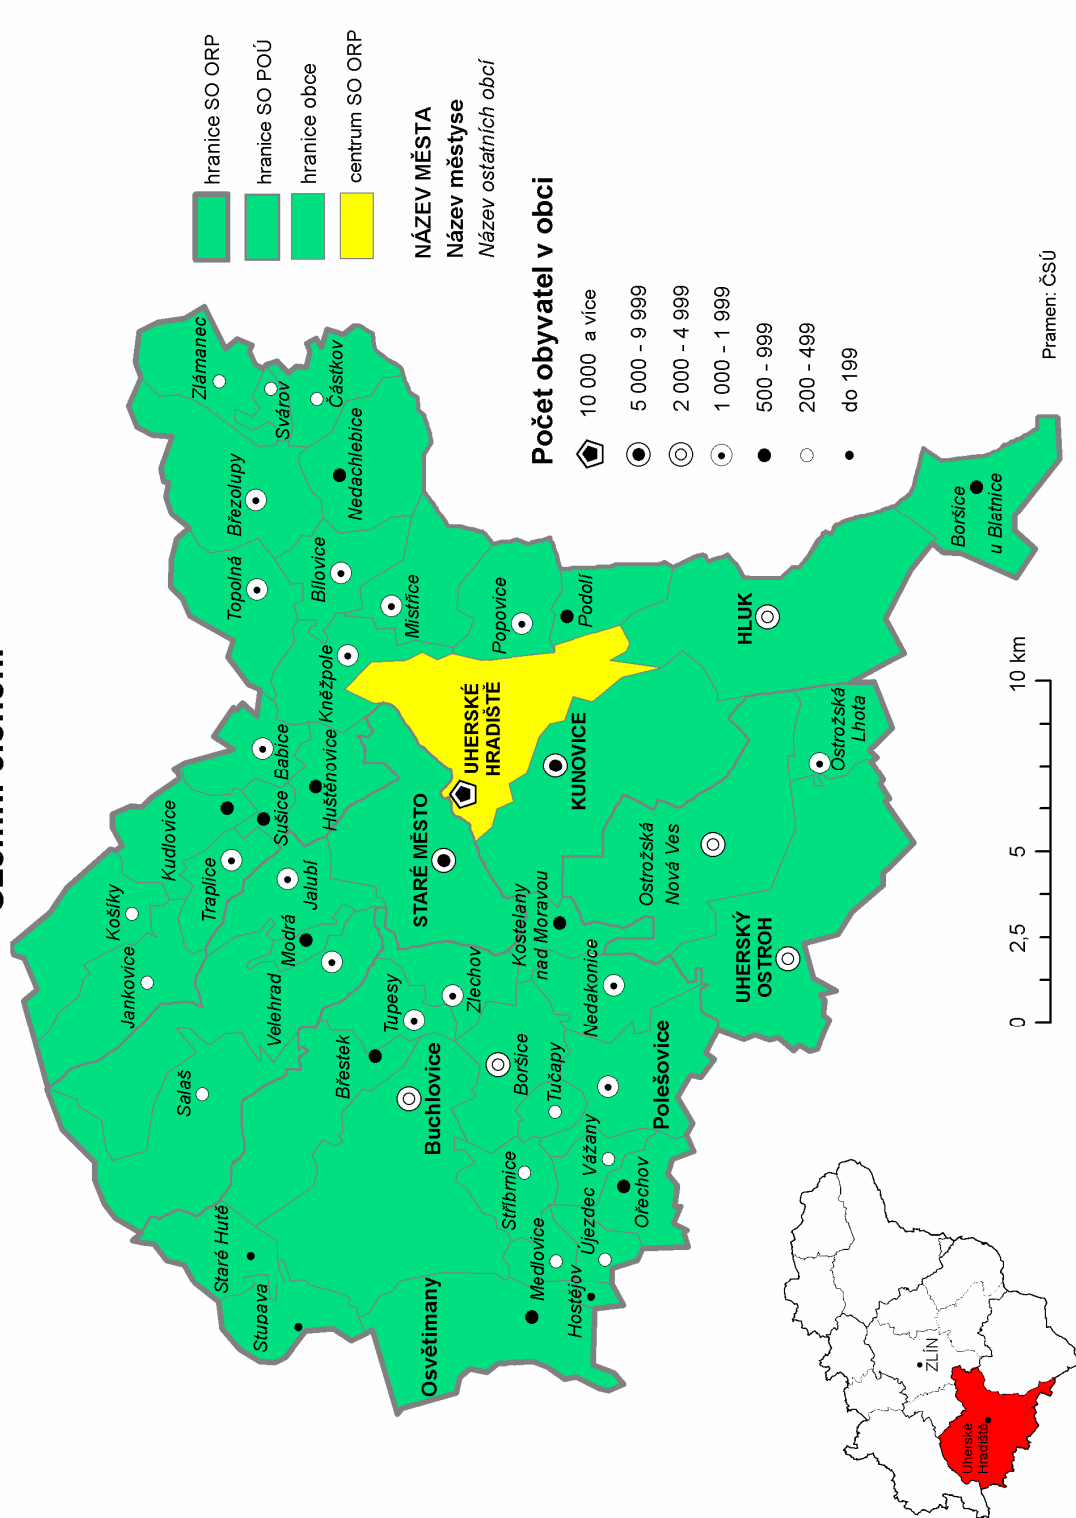 Stupava
Staré Hutě
Salaš
Jankovice
Košíky
Kudlovice
Traplice
Sušice
Babice
Topolná
Březolupy
Zlámanec
Svárov
Částkov
Nedachlebice
Bílovice
Mistřice
Kněžpole
Huštěnovice
Jalubí
Modrá
Velehrad
Břestek
Tupesy
Zlechov
Buchlovice
Osvětimany
STARÉ MĚSTO
UHERSKÉ
HRADIŠTĚ
Popovice
Podolí
KUNOVICE
Kostelany
nad Moravou
Boršice
Tučapy
Stříbrnice
Medlovice
Hostějov
Újezdec
Vážany
Ořechov
Nedakonice
Polešovice
Ostrožská
Nová Ves
UHERSKÝ
OSTROH
HLUK
Ostrožská
Lhota
Boršice
u Blatnice
hranice SO ORP
hranice SO POÚ
hranice obce
centrum SO ORP
NÁZEV MĚSTA
Název městyse
Název ostatních obcí
Počet obyvatel v obci
10 000 a více
5 000 - 9 999
2 000 - 4 999
1 000 - 1 999
500 - 999
200 - 499
do 199
0 2,5 5 10 km
Pramen: ČSÚ
ZLÍN
Uherské
Hradiště